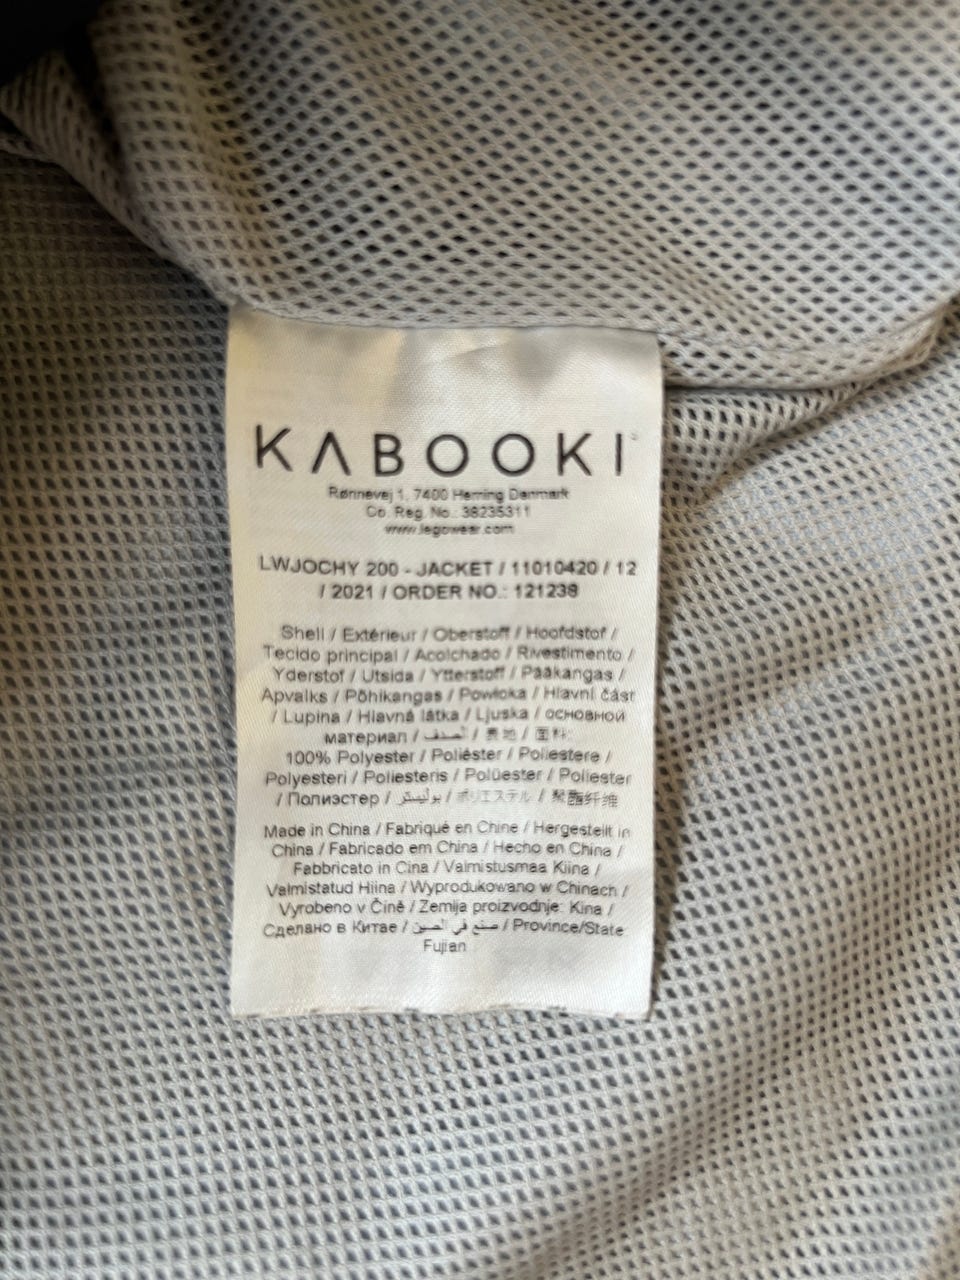 KABOOKI
Rønnevej 1, 7400 Herning Denmark
Co. Reg. No.: 38235311
www.legowear.com
LWJOCHY 200 - JACKET / 11010420 / 12
/ 2021 / ORDER NO.: 121239
Shell / Extérieur / Oberstoff / Hoofdstof /
Tecido principal / Acolchado / Rivestimento /
Yderstof / Utsida / Ytterstoff / Pääkangas /
Apvalks / Põhikangas / Powłoka / Hlavní část
/ Lupina / Hlavná látka / Ljuska / основной
материал / الصدف / 表地 / 面料:
100% Polyester / Poliéster / Poliestere /
Polyesteri / Poliesteris / Polüester / Poliester
/ Полиэстер / بوليستر / ポリエステル / 聚酯纤维
Made in China / Fabriqué en Chine / Hergestellt in
China / Fabricado em China / Hecho en China /
Fabbricato in Cina / Valmistusmaa Kiina /
Valmistatud Hiina / Wyprodukowano w Chinach /
Vyrobeno v Čině / Zemlja proizvodnje: Kina /
Сделано в Китае / صنع في الصين / Province/State
Fujian